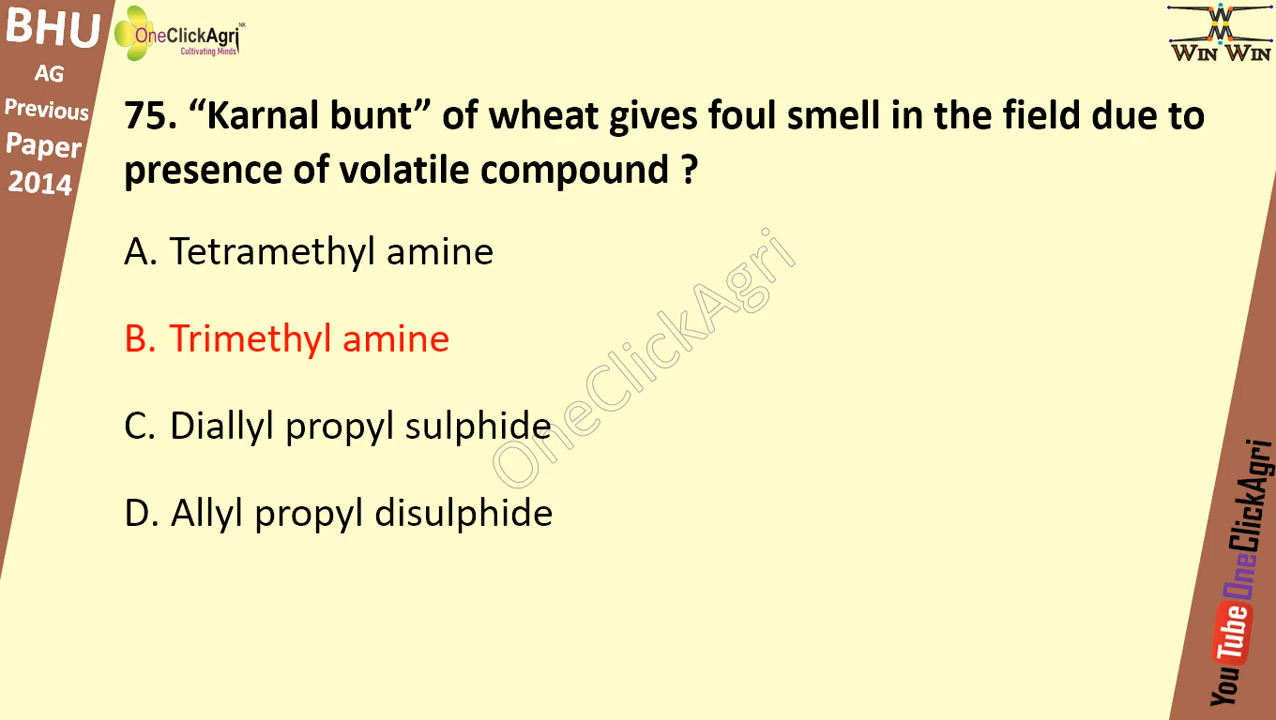 BHU
AG
Previous
Paper
2014
OneClickAgri NK
Cultivating Minds
WIN WIN
75. “Karnal bunt” of wheat gives foul smell in the field due to
presence of volatile compound ?
A. Tetramethyl amine
B. Trimethyl amine
C. Diallyl propyl sulphide
D. Allyl propyl disulphide
OneClickAgri
YouTube OneClickAgri